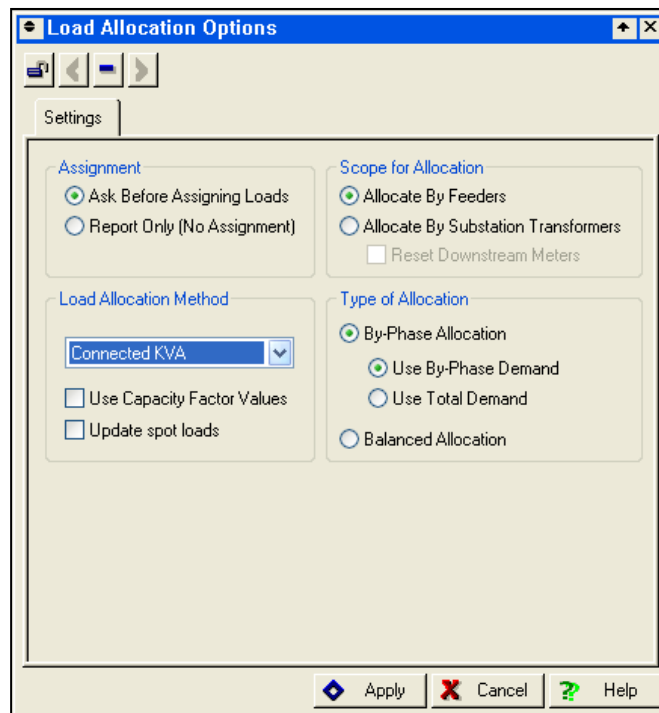 Load Allocation Options
Settings
Assignment
Ask Before Assigning Loads
Report Only (No Assignment)
Scope for Allocation
Allocate By Feeders
Allocate By Substation Transformers
Reset Downstream Meters
Load Allocation Method
Connected KVA
Use Capacity Factor Values
Update spot loads
Type of Allocation
By-Phase Allocation
Use By-Phase Demand
Use Total Demand
Balanced Allocation
Apply
Cancel
Help